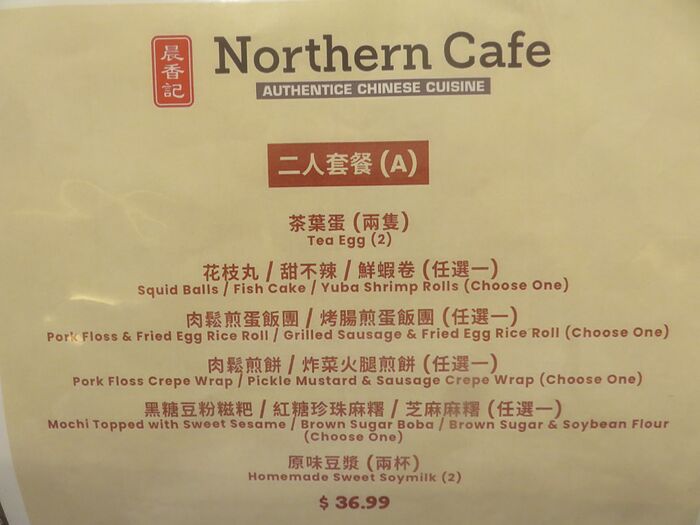 晨香記
Northern Cafe
AUTHENTICE CHINESE CUISINE
二人套餐 (A)
茶葉蛋 (兩隻)
Tea Egg (2)
花枝丸 / 甜不辣 / 鮮蝦卷 (任選一)
Squid Balls / Fish Cake / Yuba Shrimp Rolls (Choose One)
肉鬆煎蛋飯團 / 烤腸煎蛋飯團 (任選一)
Pork Floss & Fried Egg Rice Roll / Grilled Sausage & Fried Egg Rice Roll (Choose One)
肉鬆煎餅 / 炸菜火腿煎餅 (任選一)
Pork Floss Crepe Wrap / Pickle Mustard & Sausage Crepe Wrap (Choose One)
黑糖豆粉糍粑 / 紅糖珍珠麻糬 / 芝麻麻糬 (任選一)
Mochi Topped with Sweet Sesame / Brown Sugar Boba / Brown Sugar & Soybean Flour
(Choose One)
原味豆漿 (兩杯)
Homemade Sweet Soymilk (2)
$ 36.99